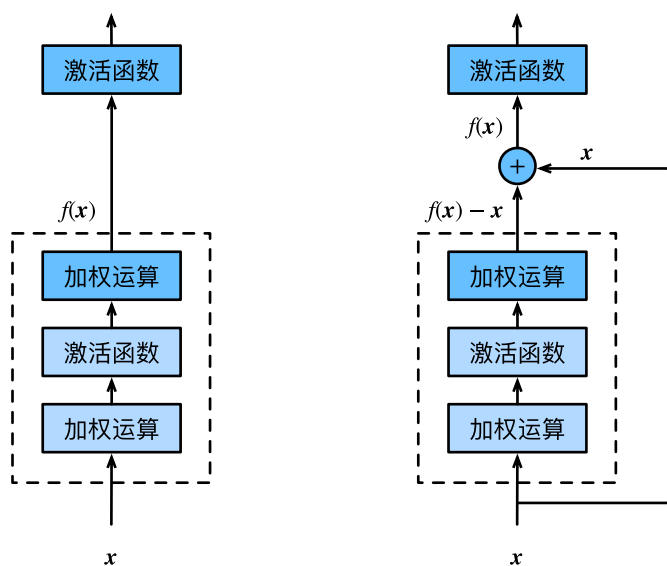 激活函数
f(x)
加权运算
激活函数
加权运算
x
激活函数
f(x)
+
x
f(x) − x
加权运算
激活函数
加权运算
x